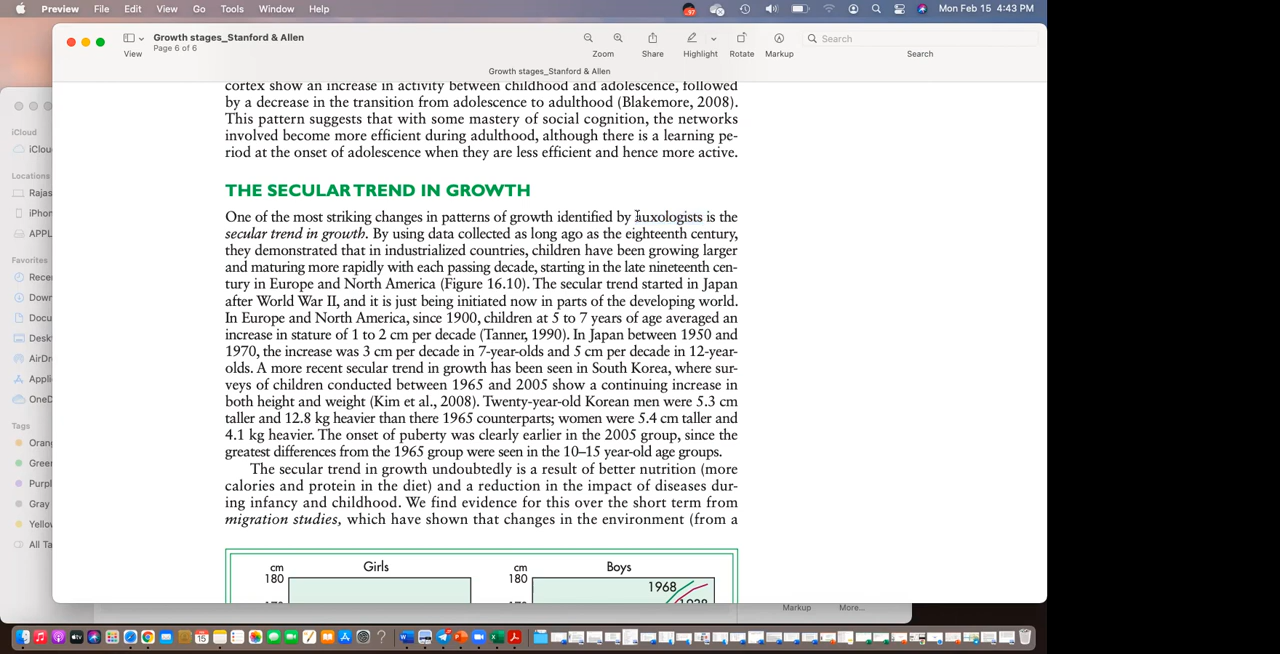 Preview File Edit View Go Tools Window Help
Mon Feb 15 4:43 PM
Growth stages_Stanford & Allen
Page 6 of 6
View
Zoom Share Highlight Rotate Markup Search
Search
Growth stages_Stanford & Allen
iCloud
iClou
Locations
Rajas
iPhon
APPL
Favorites
Rece
Down
Docu
Desk
AirDr
Appli
OneD
Tags
Orang
Green
Purpl
Gray
Yello
All Ta
cortex show an increase in activity between childhood and adolescence, followed
by a decrease in the transition from adolescence to adulthood (Blakemore, 2008).
This pattern suggests that with some mastery of social cognition, the networks
involved become more efficient during adulthood, although there is a learning pe-
riod at the onset of adolescence when they are less efficient and hence more active.
THE SECULAR TREND IN GROWTH
One of the most striking changes in patterns of growth identified by auxologists is the
secular trend in growth. By using data collected as long ago as the eighteenth century,
they demonstrated that in industrialized countries, children have been growing larger
and maturing more rapidly with each passing decade, starting in the late nineteenth cen-
tury in Europe and North America (Figure 16.10). The secular trend started in Japan
after World War II, and it is just being initiated now in parts of the developing world.
In Europe and North America, since 1900, children at 5 to 7 years of age averaged an
increase in stature of 1 to 2 cm per decade (Tanner, 1990). In Japan between 1950 and
1970, the increase was 3 cm per decade in 7-year-olds and 5 cm per decade in 12-year-
olds. A more recent secular trend in growth has been seen in South Korea, where sur-
veys of children conducted between 1965 and 2005 show a continuing increase in
both height and weight (Kim et al., 2008). Twenty-year-old Korean men were 5.3 cm
taller and 12.8 kg heavier than there 1965 counterparts; women were 5.4 cm taller and
4.1 kg heavier. The onset of puberty was clearly earlier in the 2005 group, since the
greatest differences from the 1965 group were seen in the 10–15 year-old age groups.
The secular trend in growth undoubtedly is a result of better nutrition (more
calories and protein in the diet) and a reduction in the impact of diseases dur-
ing infancy and childhood. We find evidence for this over the short term from
migration studies, which have shown that changes in the environment (from a
cm Girls cm Boys
180 180
1968
Markup More...